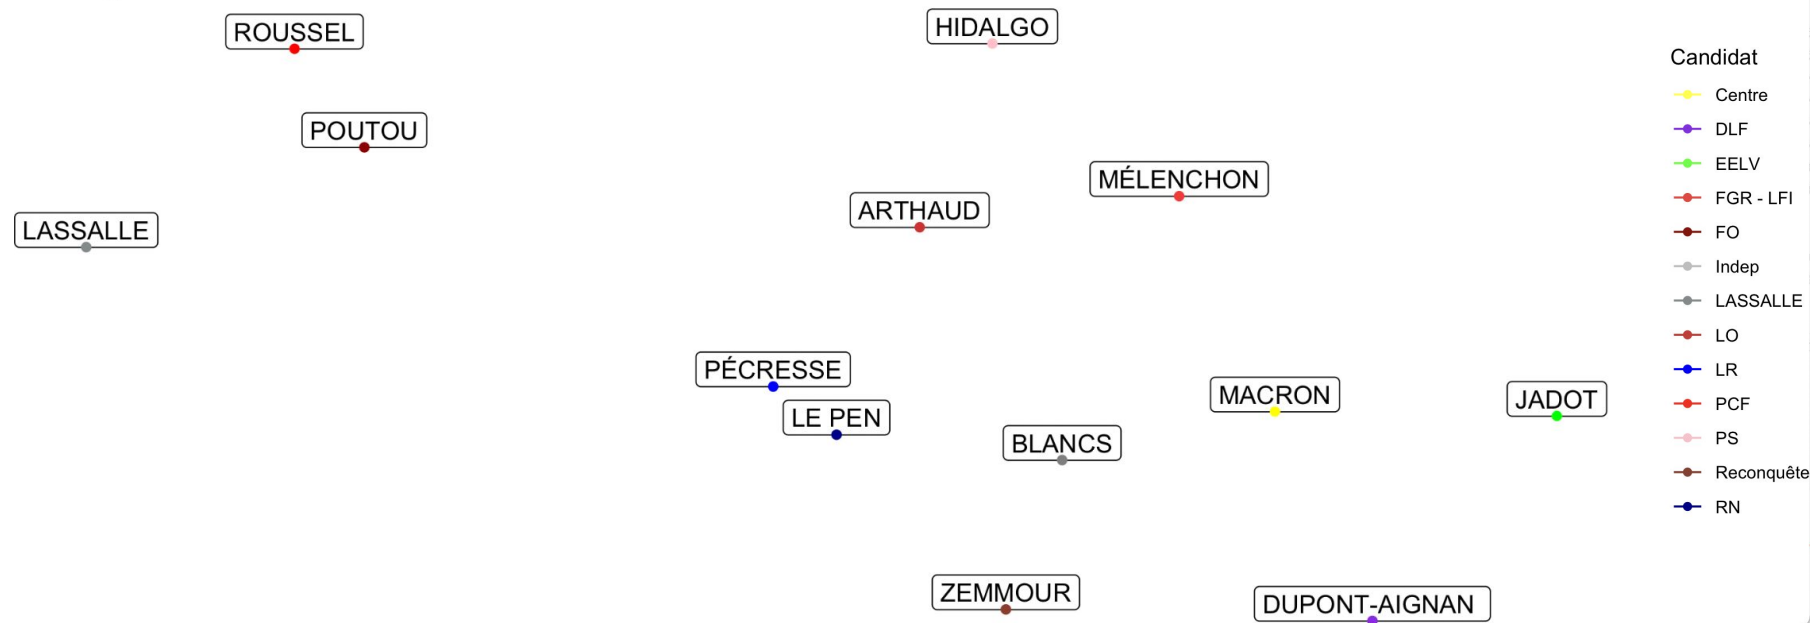 ROUSSEL
HIDALGO
POUTOU
MÉLENCHON
ARTHAUD
LASSALLE
PÉCRESSE
LE PEN
MACRON
JADOT
BLANCS
ZEMMOUR
DUPONT-AIGNAN
Candidat
Centre
DLF
EELV
FGR - LFI
FO
Indep
LASSALLE
LO
LR
PCF
PS
Reconquête
RN